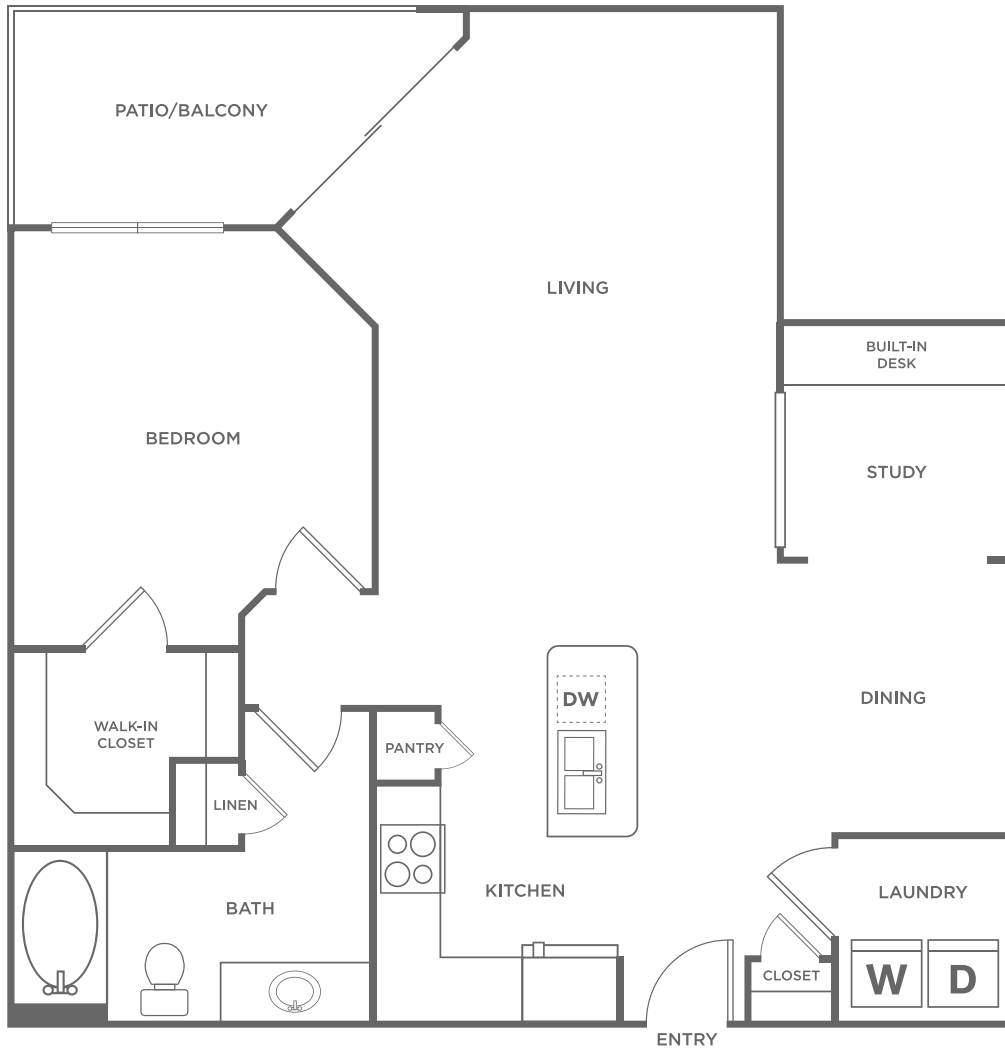 PATIO/BALCONY
LIVING
BUILT-IN
DESK
BEDROOM
STUDY
DW
DINING
WALK-IN
CLOSET
PANTRY
LINEN
KITCHEN
LAUNDRY
BATH
CLOSET
W
D
ENTRY